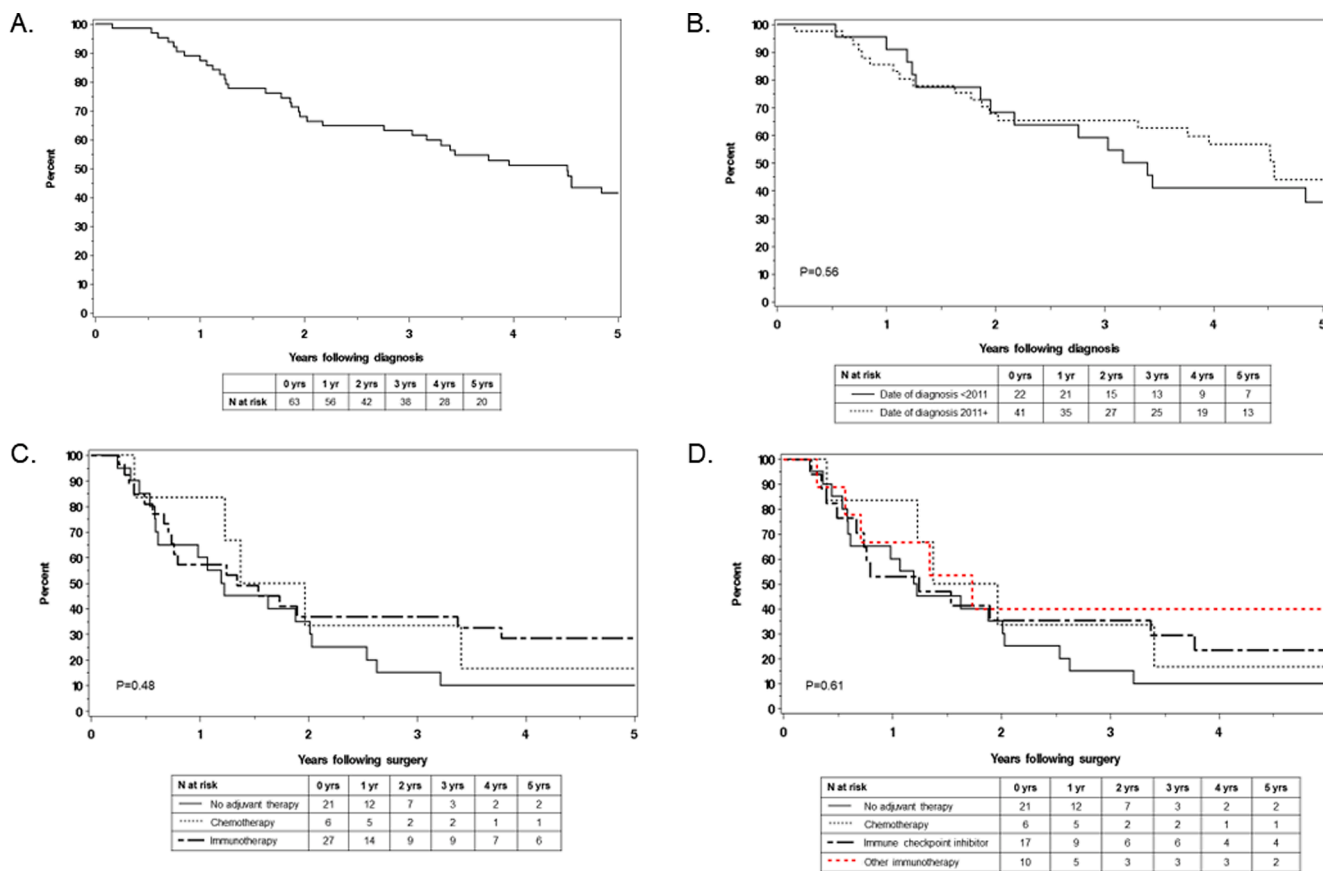 A.
100
90
80
70
60
50
40
30
20
10
0
Percent
0 1 2 3 4 5
Years following diagnosis
0 yrs 1 yr 2 yrs 3 yrs 4 yrs 5 yrs
N at risk 63 56 42 38 28 20
B.
100
90
80
70
60
50
40
30
20
10
0
Percent
P=0.56
0 1 2 3 4 5
Years following diagnosis
N at risk 0 yrs 1 yr 2 yrs 3 yrs 4 yrs 5 yrs
Date of diagnosis <2011 22 21 15 13 9 7
Date of diagnosis 2011+ 41 35 27 25 19 13
C.
100
90
80
70
60
50
40
30
20
10
0
Percent
P=0.48
0 1 2 3 4 5
Years following surgery
N at risk 0 yrs 1 yr 2 yrs 3 yrs 4 yrs 5 yrs
No adjuvant therapy 21 12 7 3 2 2
Chemotherapy 6 5 2 2 1 1
Immunotherapy 27 14 9 9 7 6
D.
100
90
80
70
60
50
40
30
20
10
0
Percent
P=0.61
0 1 2 3 4
Years following surgery
N at risk 0 yrs 1 yr 2 yrs 3 yrs 4 yrs 5 yrs
No adjuvant therapy 21 12 7 3 2 2
Chemotherapy 6 5 2 2 1 1
Immune checkpoint inhibitor 17 9 6 6 4 4
Other immunotherapy 10 5 3 3 3 2